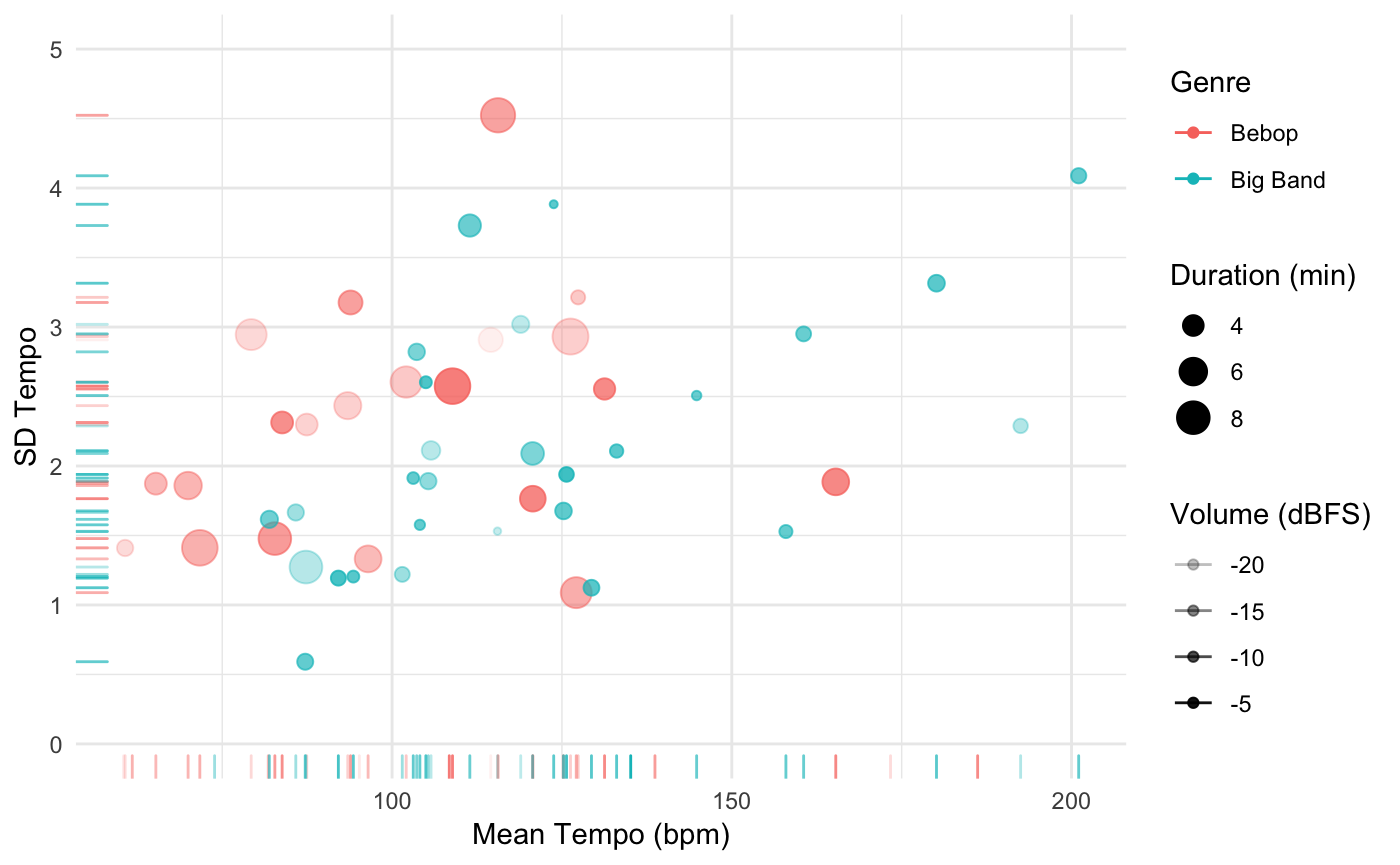 5
4
3
2
1
0
SD Tempo
100
150
200
Mean Tempo (bpm)
Genre
Bebop
Big Band
Duration (min)
4
6
8
Volume (dBFS)
-20
-15
-10
-5